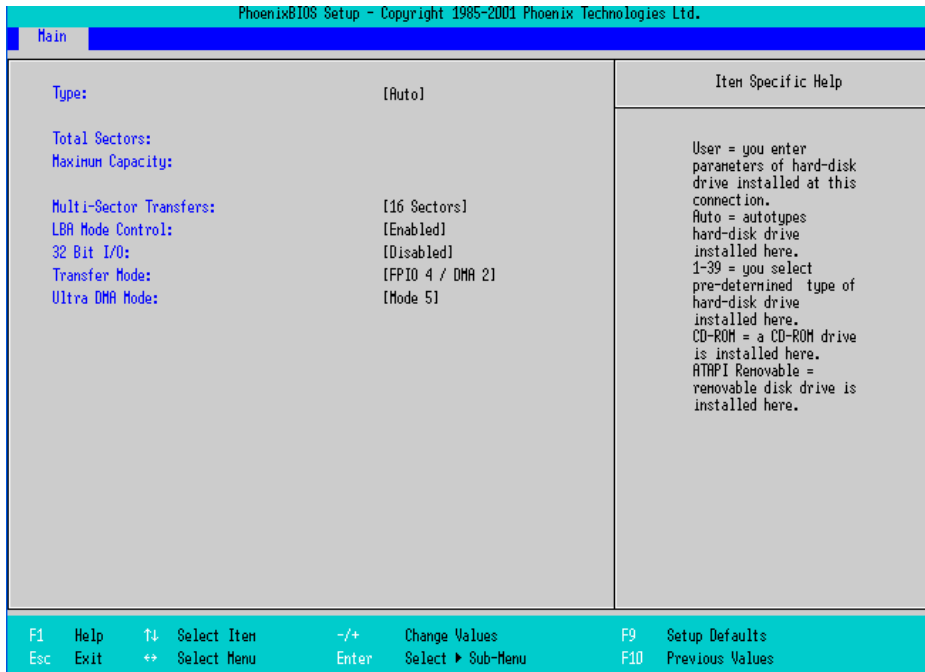 PhoenixBIOS Setup - Copyright 1985-2001 Phoenix Technologies Ltd.
Main
Type: [Auto]
Total Sectors:
Maximum Capacity:
Multi-Sector Transfers: [16 Sectors]
LBA Mode Control: [Enabled]
32 Bit I/O: [Disabled]
Transfer Mode: [FPIO 4 / DMA 2]
Ultra DMA Mode: [Mode 5]
Item Specific Help
User = you enter
parameters of hard-disk
drive installed at this
connection.
Auto = autotypes
hard-disk drive
installed here.
1-39 = you select
pre-determined type of
hard-disk drive
installed here.
CD-ROM = a CD-ROM drive
is installed here.
ATAPI Removable =
removable disk drive is
installed here.
F1 Help ↑↓ Select Item -/+ Change Values F9 Setup Defaults
Esc Exit ↔ Select Menu Enter Select ▶ Sub-Menu F10 Previous Values